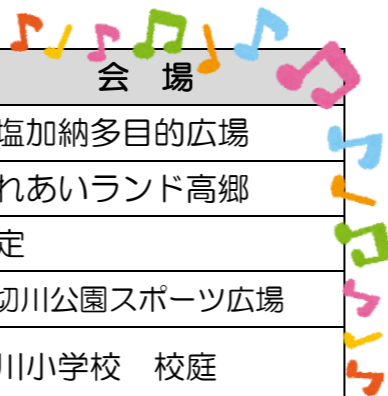 会　場
塩加納多目的広場
れあいランド高郷
定
切川公園スポーツ広場
川小学校　校庭